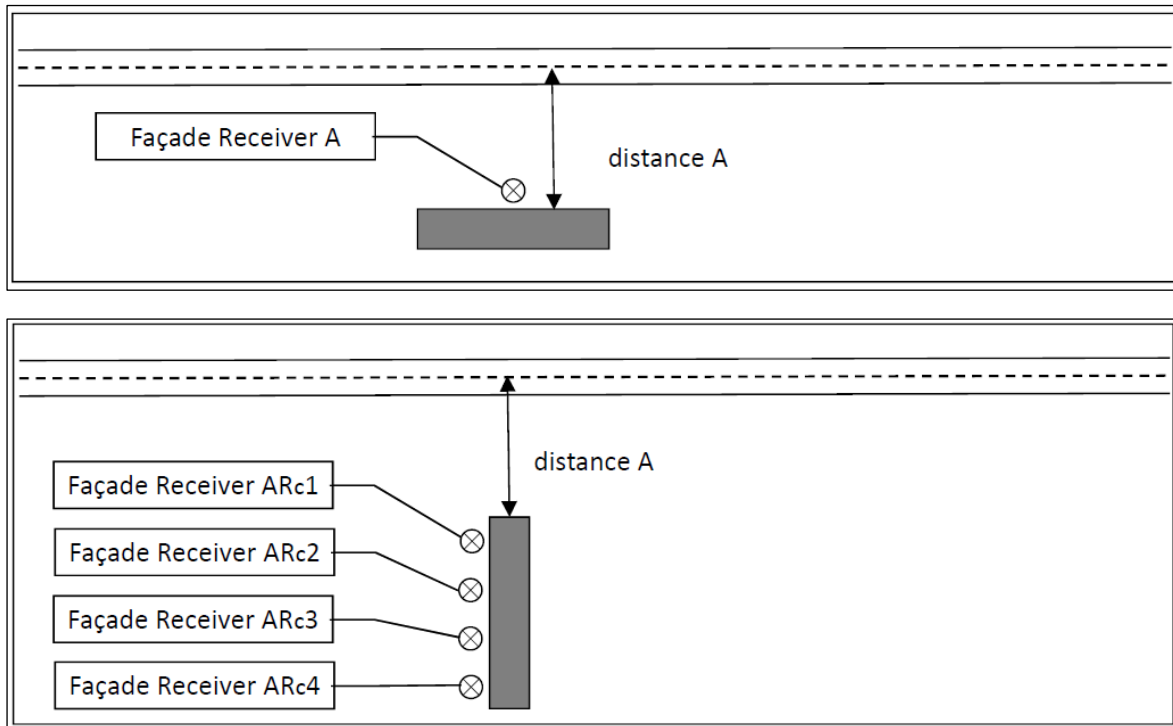 Façade Receiver A
distance A
distance A
Façade Receiver ARc1
Façade Receiver ARc2
Façade Receiver ARc3
Façade Receiver ARc4